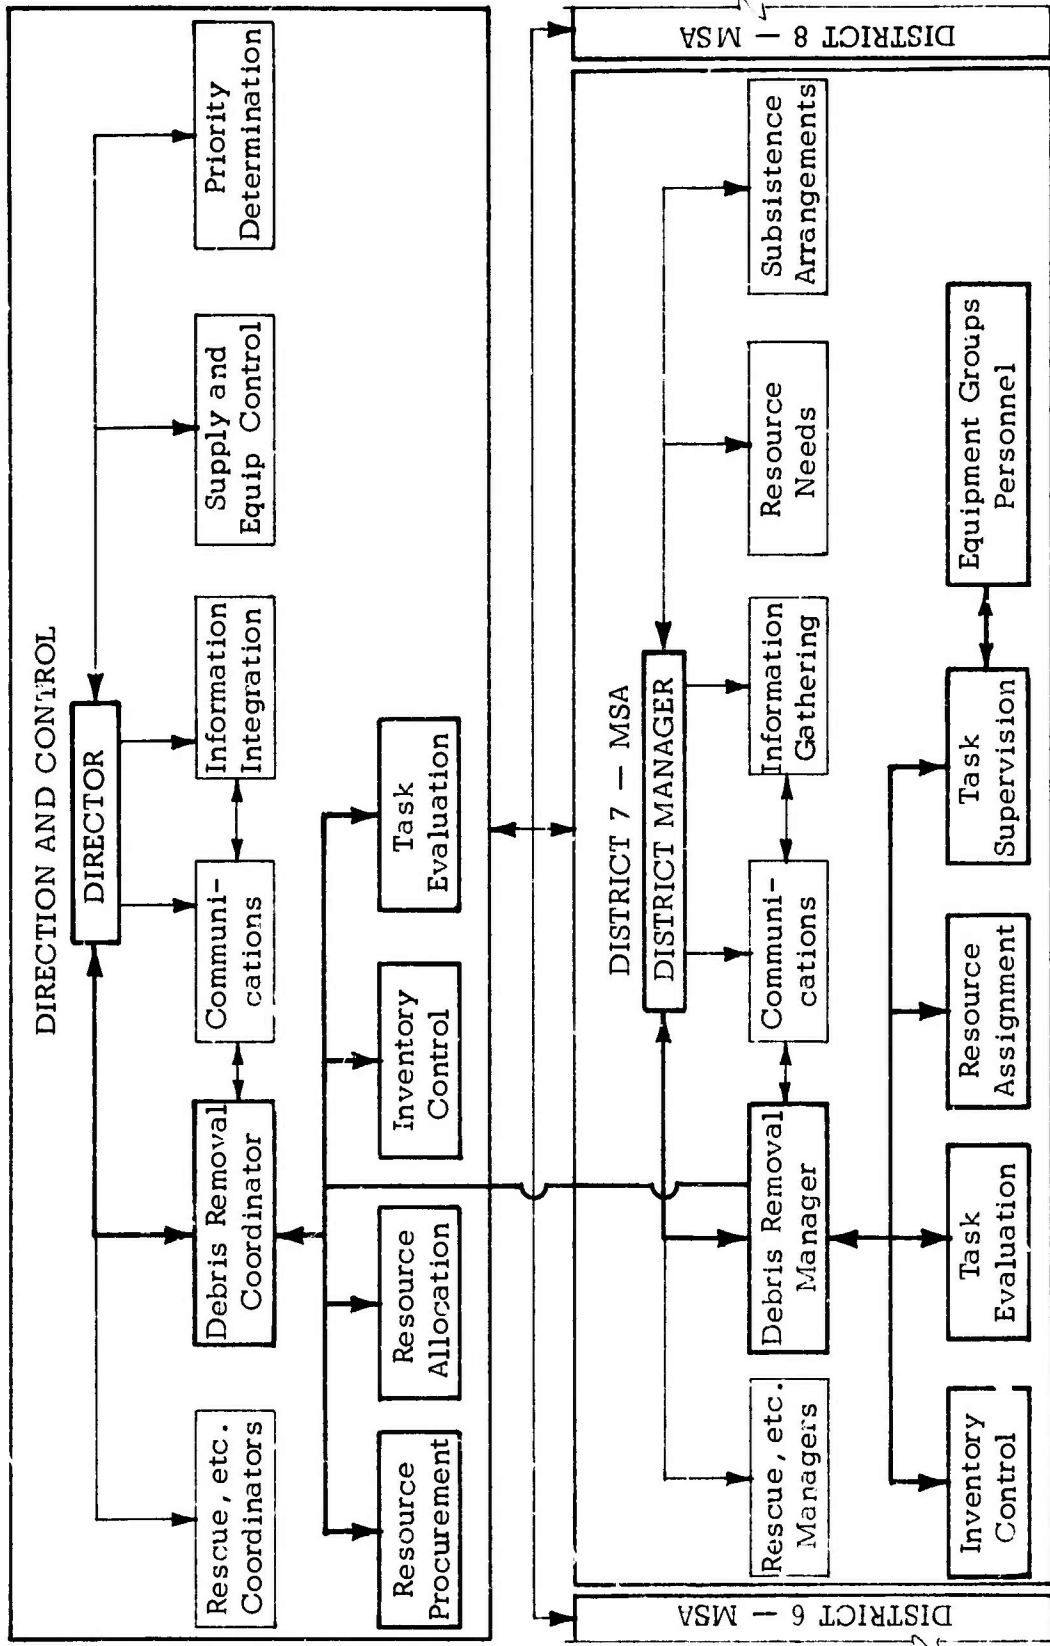 DIRECTION AND CONTROL
DIRECTOR
Rescue, etc.
Coordinators
Debris Removal
Coordinator
Communi-
cations
Information
Integration
Supply and
Equip Control
Priority
Determination
Resource
Procurement
Resource
Allocation
Inventory
Control
Task
Evaluation
DISTRICT 6 — MSA
DISTRICT 7 — MSA
DISTRICT MANAGER
Rescue, etc.
Managers
Debris Removal
Manager
Communi-
cations
Information
Gathering
Resource
Needs
Subsistence
Arrangements
Inventory
Control
Task
Evaluation
Resource
Assignment
Task
Supervision
Equipment Groups
Personnel
DISTRICT 8 — MSA